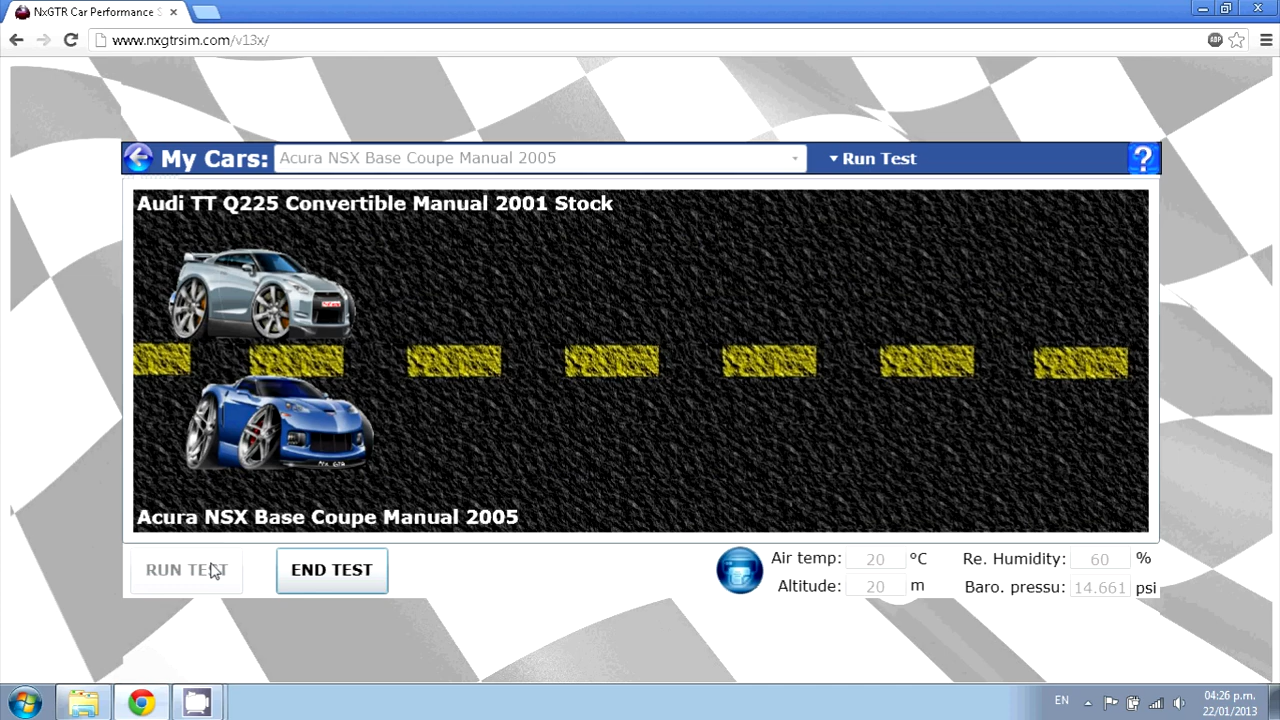 NxGTR Car Performance S
www.nxgtrsim.com/v13x/
ABP
My Cars: Acura NSX Base Coupe Manual 2005 Run Test ?
Audi TT Q225 Convertible Manual 2001 Stock
Acura NSX Base Coupe Manual 2005
RUN TEST END TEST
Air temp: 20 °C Re. Humidity: 60 %
Altitude: 20 m Baro. pressu: 14.661 psi
EN 04:26 p.m.
22/01/2013